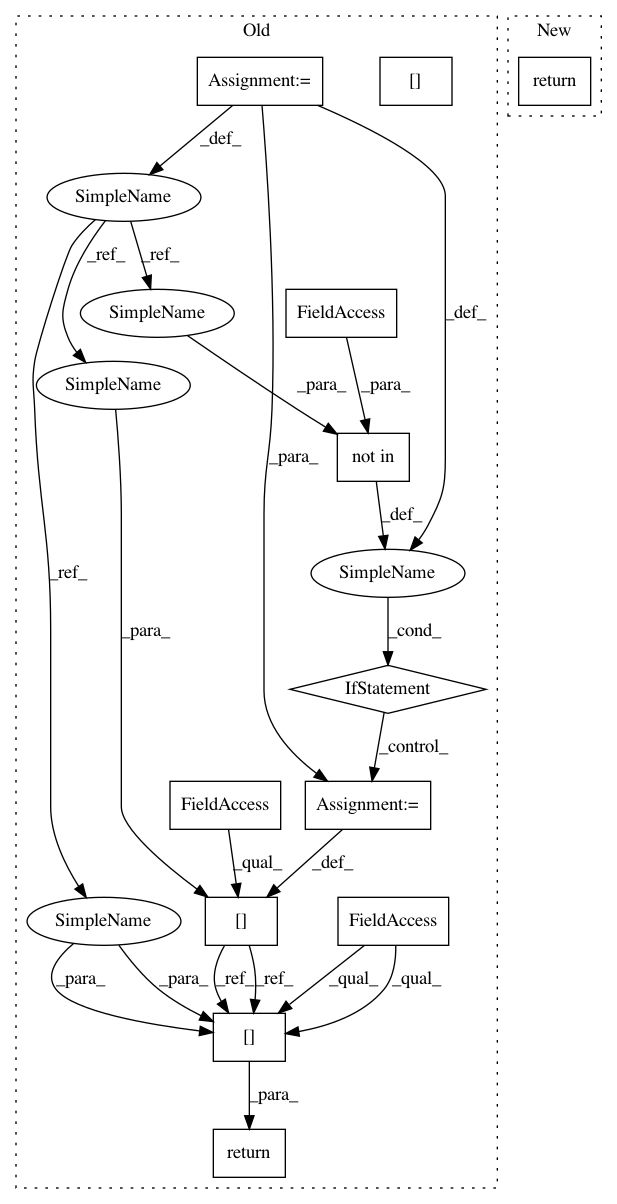 Old
New
Assignment:=
[]
return
_def_
SimpleName
_ref_
_ref_
_def_
SimpleName
FieldAccess
SimpleName
_para_
_para_
_para_
not in
_def_
SimpleName
_ref_
_para_
_cond_
IfStatement
_control_
FieldAccess
Assignment:=
_qual_
_def_
SimpleName
[]
FieldAccess
_para_
_para_
_ref_
_ref_
_qual_
_qual_
[]
_para_
return